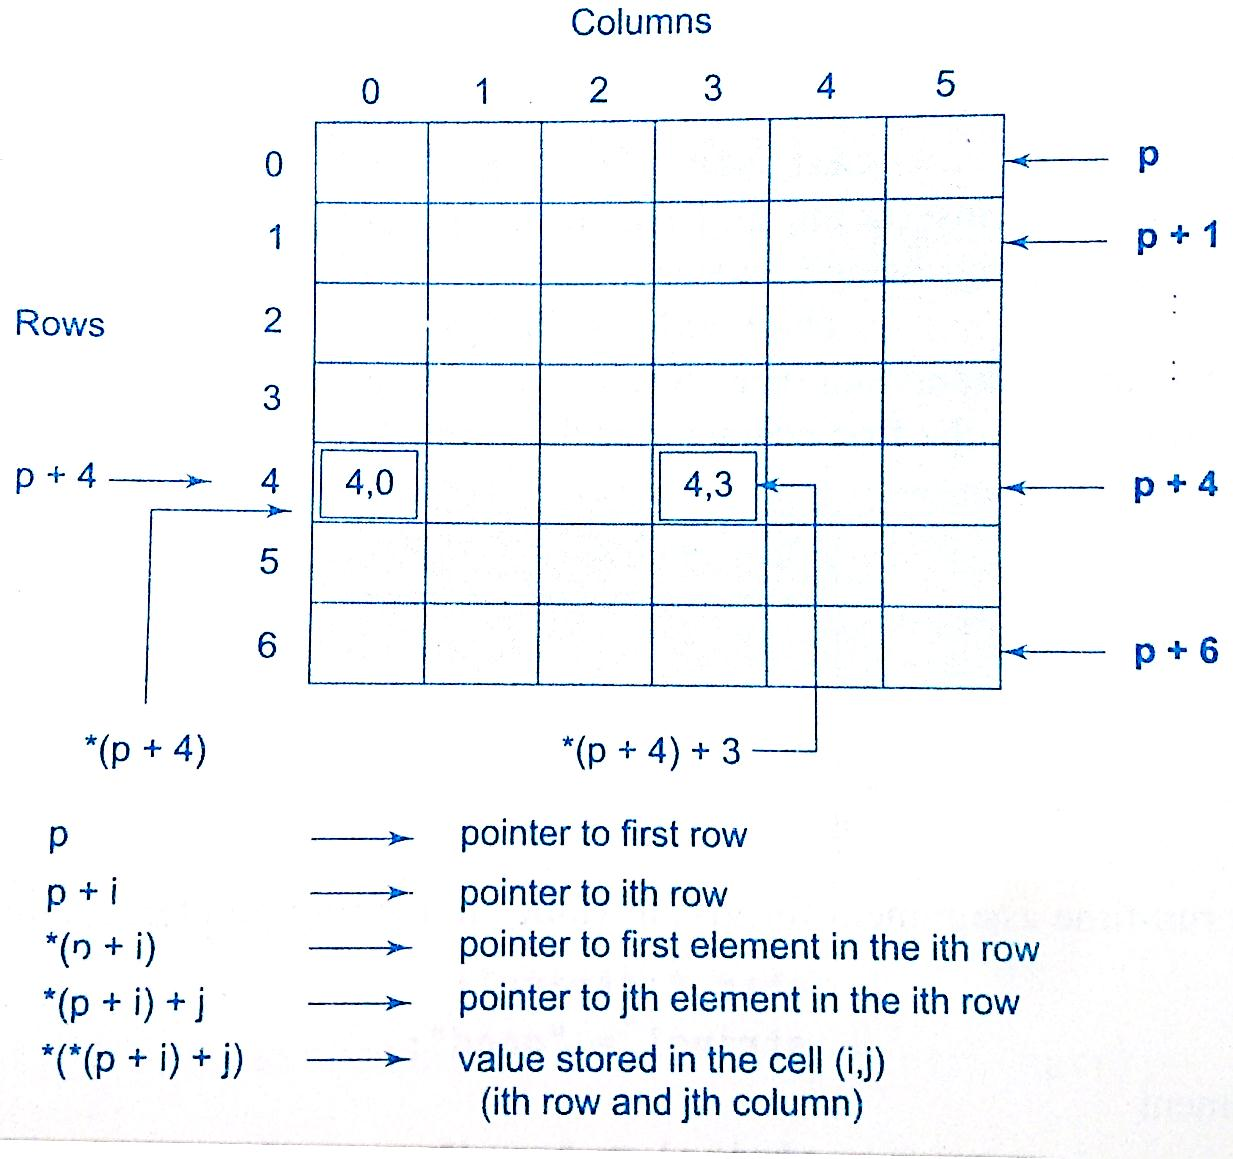 Columns
0 1 2 3 4 5
0 p
1 p + 1
Rows 2
3
p + 4 4 4,0 4,3 p + 4
5
6 p + 6
*(p + 4) *(p + 4) + 3
p pointer to first row
p + i pointer to ith row
*(p + i) pointer to first element in the ith row
*(p + i) + j pointer to jth element in the ith row
*(*(p + i) + j) value stored in the cell (i,j)
(ith row and jth column)